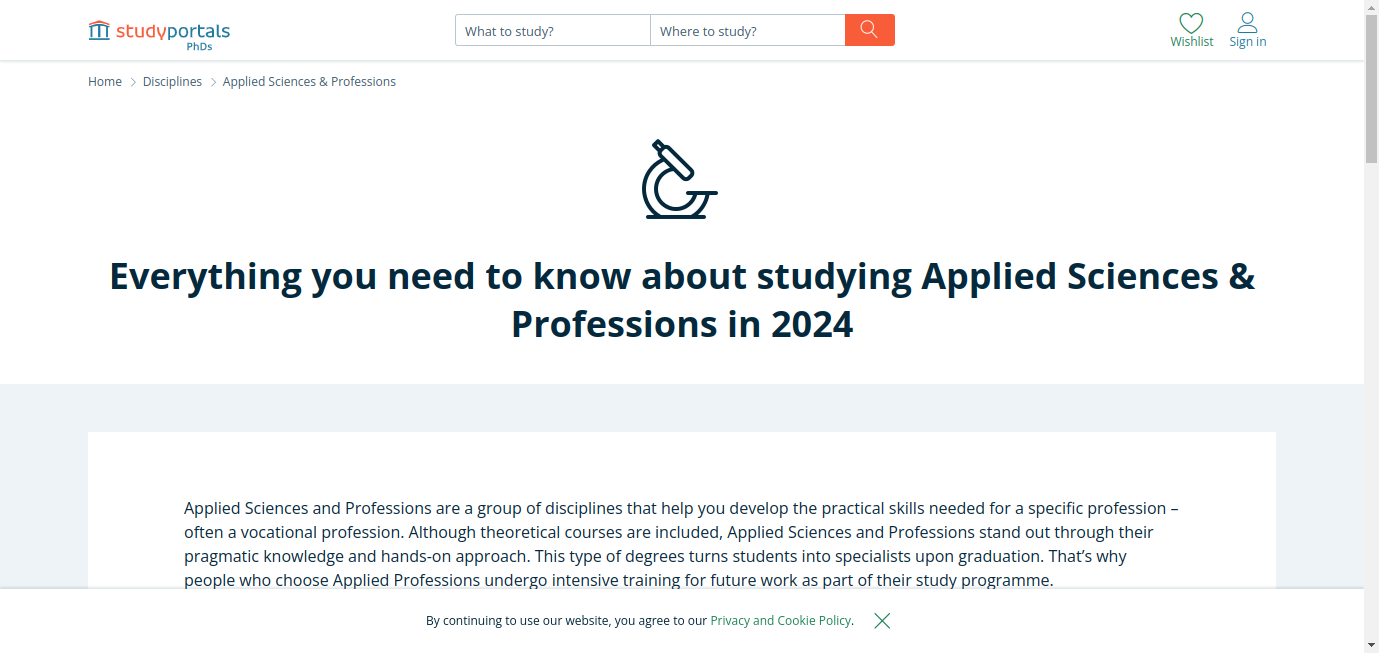 studyportals
PhDs
What to study?
Where to study?
Wishlist
Sign in
Home
Disciplines
Applied Sciences & Professions
Everything you need to know about studying Applied Sciences &
Professions in 2024
Applied Sciences and Professions are a group of disciplines that help you develop the practical skills needed for a specific profession –
often a vocational profession. Although theoretical courses are included, Applied Sciences and Professions stand out through their
pragmatic knowledge and hands-on approach. This type of degrees turns students into specialists upon graduation. That’s why
people who choose Applied Professions undergo intensive training for future work as part of their study programme.
By continuing to use our website, you agree to our Privacy and Cookie Policy.